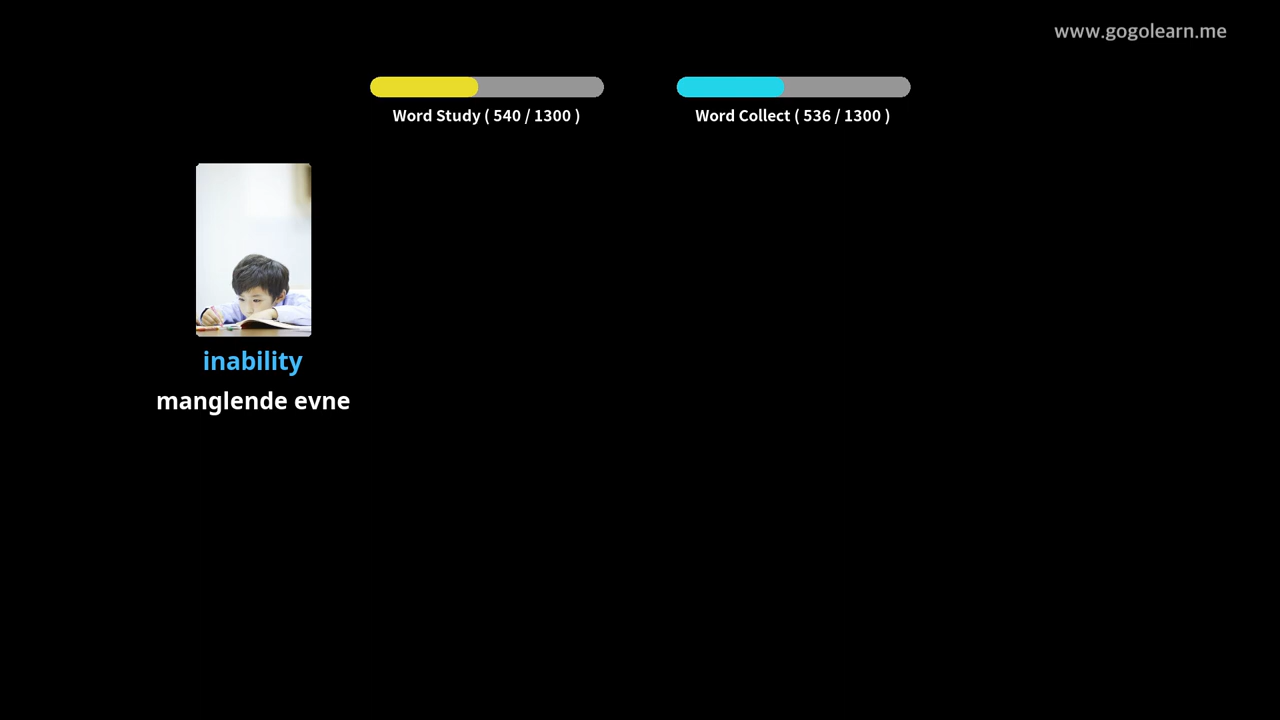 www.gogolearn.me
Word Study ( 540 / 1300 )
Word Collect ( 536 / 1300 )
inability
manglende evne